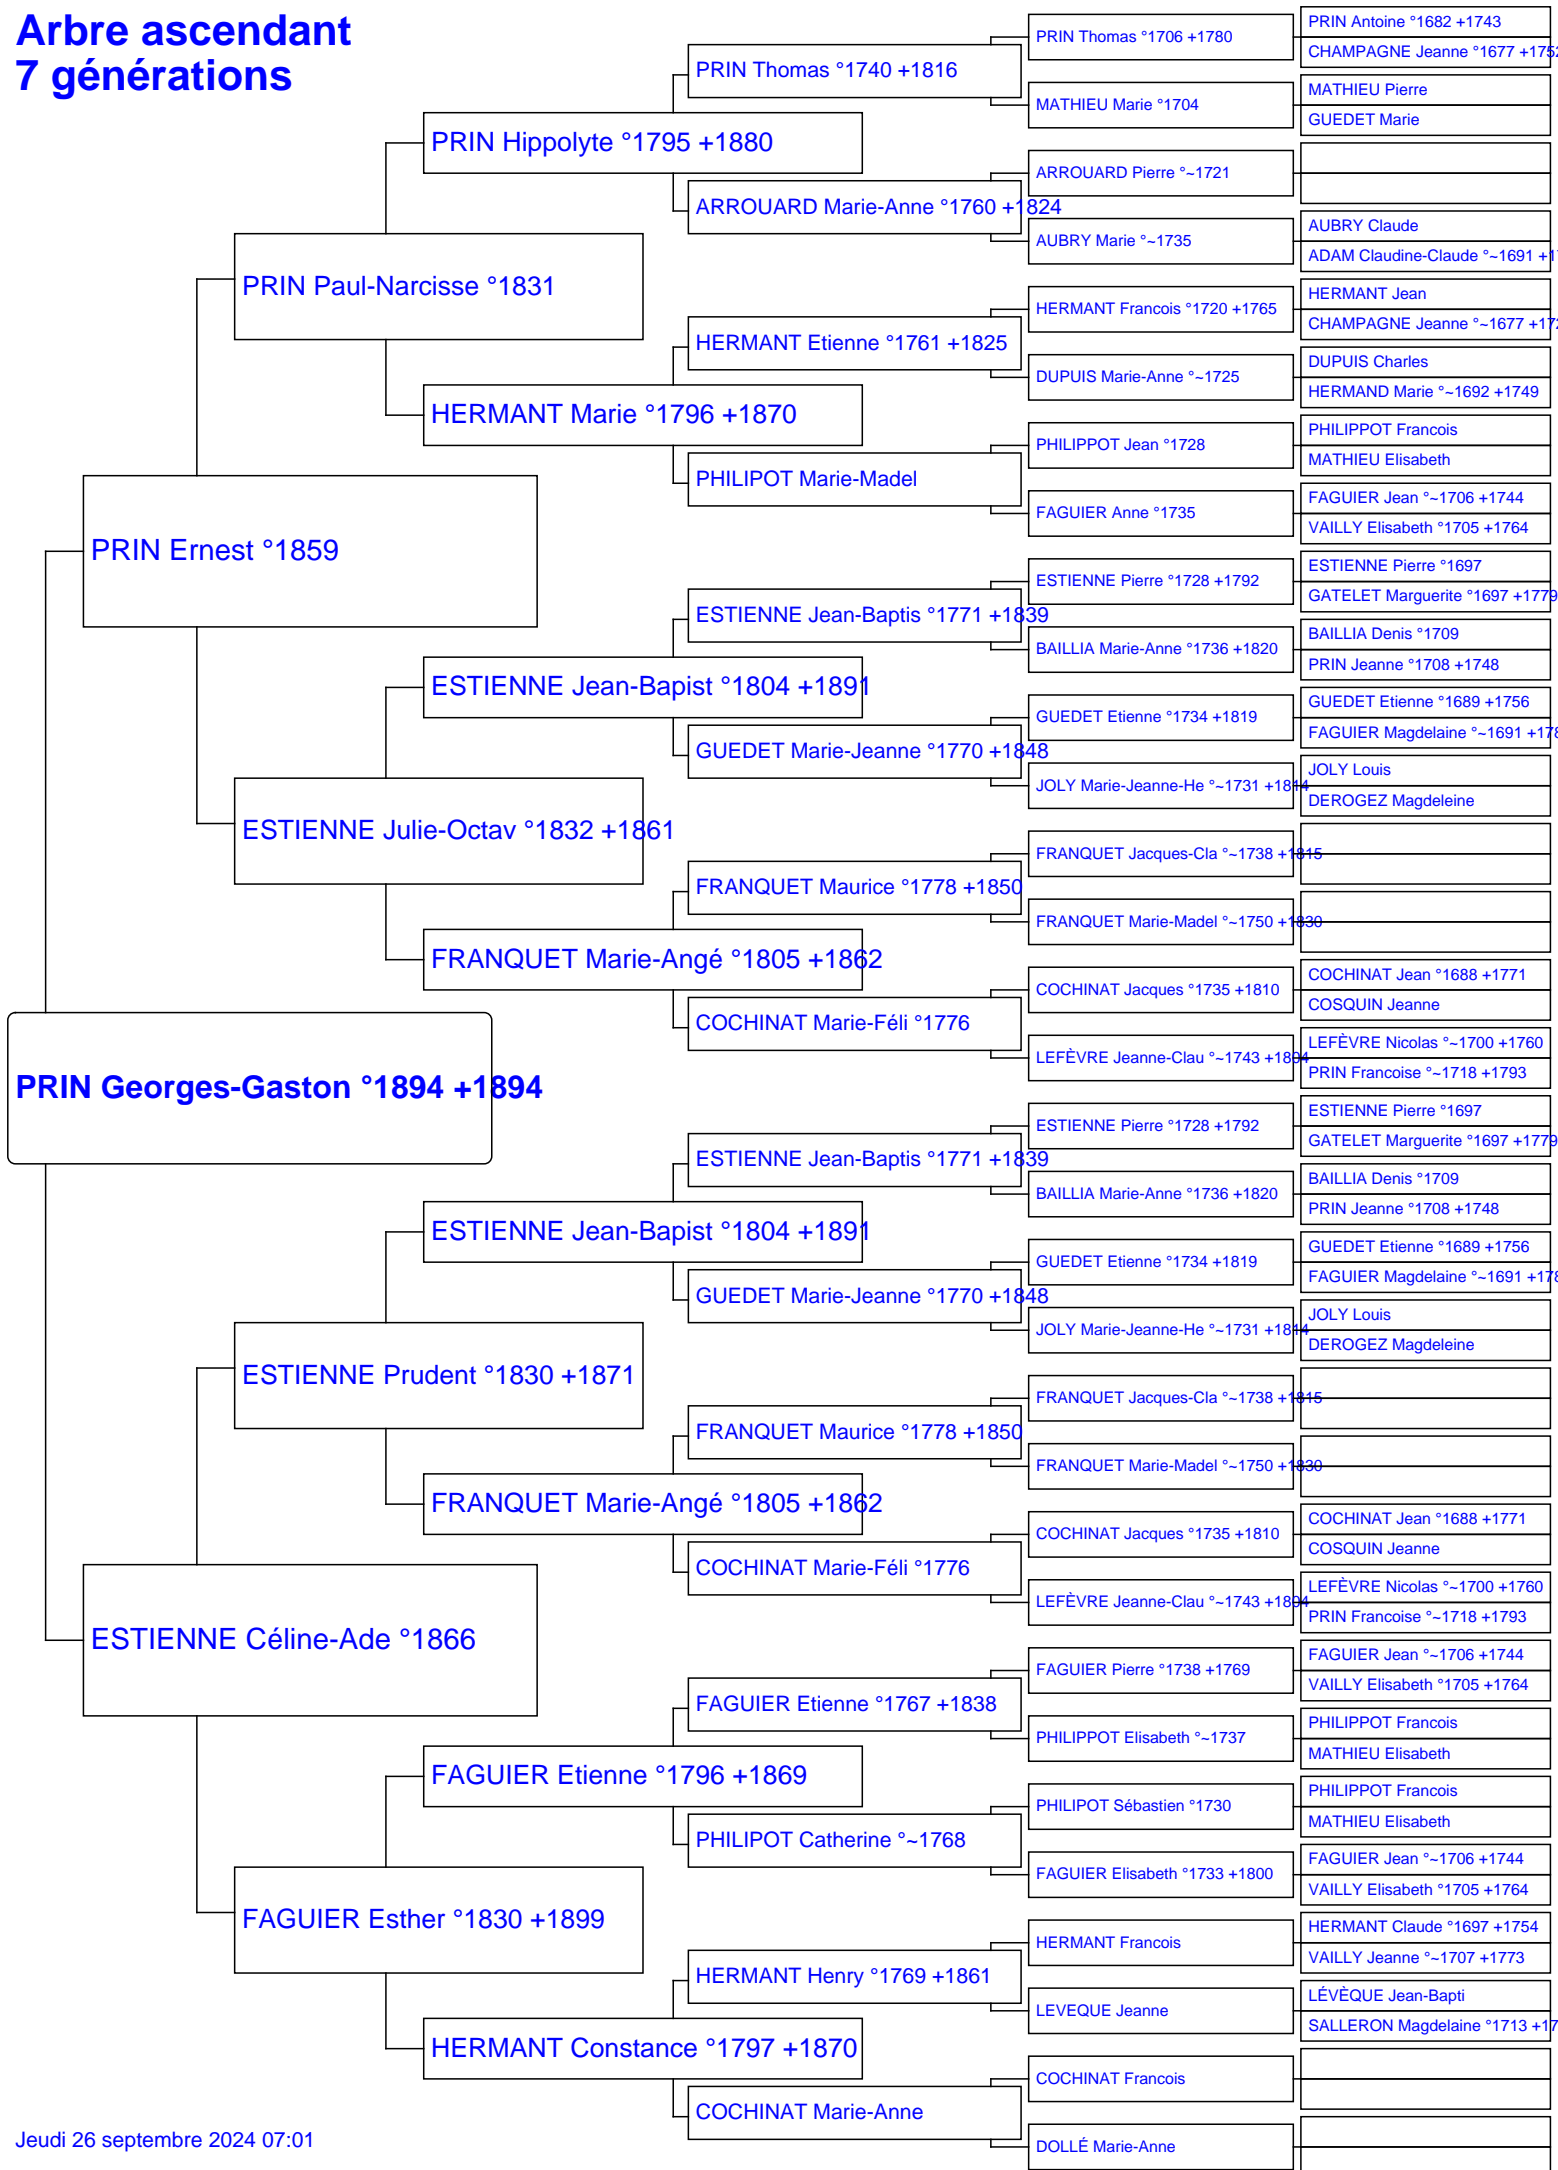 Arbre ascendant
7 générations
PRIN Georges-Gaston °1894 +1894
PRIN Ernest °1859
ESTIENNE Céline-Ade °1866
PRIN Paul-Narcisse °1831
ESTIENNE Julie-Octav °1832 +1861
ESTIENNE Prudent °1830 +1871
FAGUIER Esther °1830 +1899
PRIN Hippolyte °1795 +1880
HERMANT Marie °1796 +1870
ESTIENNE Jean-Bapist °1804 +1891
FRANQUET Marie-Angé °1805 +1862
ESTIENNE Jean-Bapist °1804 +1891
FRANQUET Marie-Angé °1805 +1862
FAGUIER Etienne °1796 +1869
HERMANT Constance °1797 +1870
PRIN Thomas °1740 +1816
ARROUARD Marie-Anne °1760 +1824
HERMANT Etienne °1761 +1825
PHILIPOT Marie-Madel
ESTIENNE Jean-Baptis °1771 +1839
GUEDET Marie-Jeanne °1770 +1848
FRANQUET Maurice °1778 +1850
COCHINAT Marie-Féli °1776
ESTIENNE Jean-Baptis °1771 +1839
GUEDET Marie-Jeanne °1770 +1848
FRANQUET Maurice °1778 +1850
COCHINAT Marie-Féli °1776
FAGUIER Etienne °1767 +1838
PHILIPOT Catherine °~1768
HERMANT Henry °1769 +1861
COCHINAT Marie-Anne
PRIN Thomas °1706 +1780
MATHIEU Marie °1704
ARROUARD Pierre °~1721
AUBRY Marie °~1735
HERMANT Francois °1720 +1765
DUPUIS Marie-Anne °~1725
PHILIPPOT Jean °1728
FAGUIER Anne °1735
ESTIENNE Pierre °1728 +1792
BAILLIA Marie-Anne °1736 +1820
GUEDET Etienne °1734 +1819
JOLY Marie-Jeanne-He °~1731 +1814
FRANQUET Jacques-Cla °~1738 +1815
FRANQUET Marie-Madel °~1750 +1830
COCHINAT Jacques °1735 +1810
LEFÈVRE Jeanne-Clau °~1743 +1804
ESTIENNE Pierre °1728 +1792
BAILLIA Marie-Anne °1736 +1820
GUEDET Etienne °1734 +1819
JOLY Marie-Jeanne-He °~1731 +1814
FRANQUET Jacques-Cla °~1738 +1815
FRANQUET Marie-Madel °~1750 +1830
COCHINAT Jacques °1735 +1810
LEFÈVRE Jeanne-Clau °~1743 +1804
FAGUIER Pierre °1738 +1769
PHILIPPOT Elisabeth °~1737
PHILIPOT Sébastien °1730
FAGUIER Elisabeth °1733 +1800
HERMANT Francois
LEVEQUE Jeanne
COCHINAT Francois
DOLLÉ Marie-Anne
PRIN Antoine °1682 +1743
CHAMPAGNE Jeanne °1677 +1752
MATHIEU Pierre
GUEDET Marie
AUBRY Claude
ADAM Claudine-Claude °~1691 +1
HERMANT Jean
CHAMPAGNE Jeanne °~1677 +172
DUPUIS Charles
HERMAND Marie °~1692 +1749
PHILIPPOT Francois
MATHIEU Elisabeth
FAGUIER Jean °~1706 +1744
VAILLY Elisabeth °1705 +1764
ESTIENNE Pierre °1697
GATELET Marguerite °1697 +1779
BAILLIA Denis °1709
PRIN Jeanne °1708 +1748
GUEDET Etienne °1689 +1756
FAGUIER Magdelaine °~1691 +178
JOLY Louis
DEROGEZ Magdeleine
COCHINAT Jean °1688 +1771
COSQUIN Jeanne
LEFÈVRE Nicolas °~1700 +1760
PRIN Francoise °~1718 +1793
ESTIENNE Pierre °1697
GATELET Marguerite °1697 +1779
BAILLIA Denis °1709
PRIN Jeanne °1708 +1748
GUEDET Etienne °1689 +1756
FAGUIER Magdelaine °~1691 +178
JOLY Louis
DEROGEZ Magdeleine
COCHINAT Jean °1688 +1771
COSQUIN Jeanne
LEFÈVRE Nicolas °~1700 +1760
PRIN Francoise °~1718 +1793
FAGUIER Jean °~1706 +1744
VAILLY Elisabeth °1705 +1764
PHILIPPOT Francois
MATHIEU Elisabeth
PHILIPPOT Francois
MATHIEU Elisabeth
FAGUIER Jean °~1706 +1744
VAILLY Elisabeth °1705 +1764
HERMANT Claude °1697 +1754
VAILLY Jeanne °~1707 +1773
LÉVÈQUE Jean-Bapti
SALLERON Magdelaine °1713 +17
Jeudi 26 septembre 2024 07:01